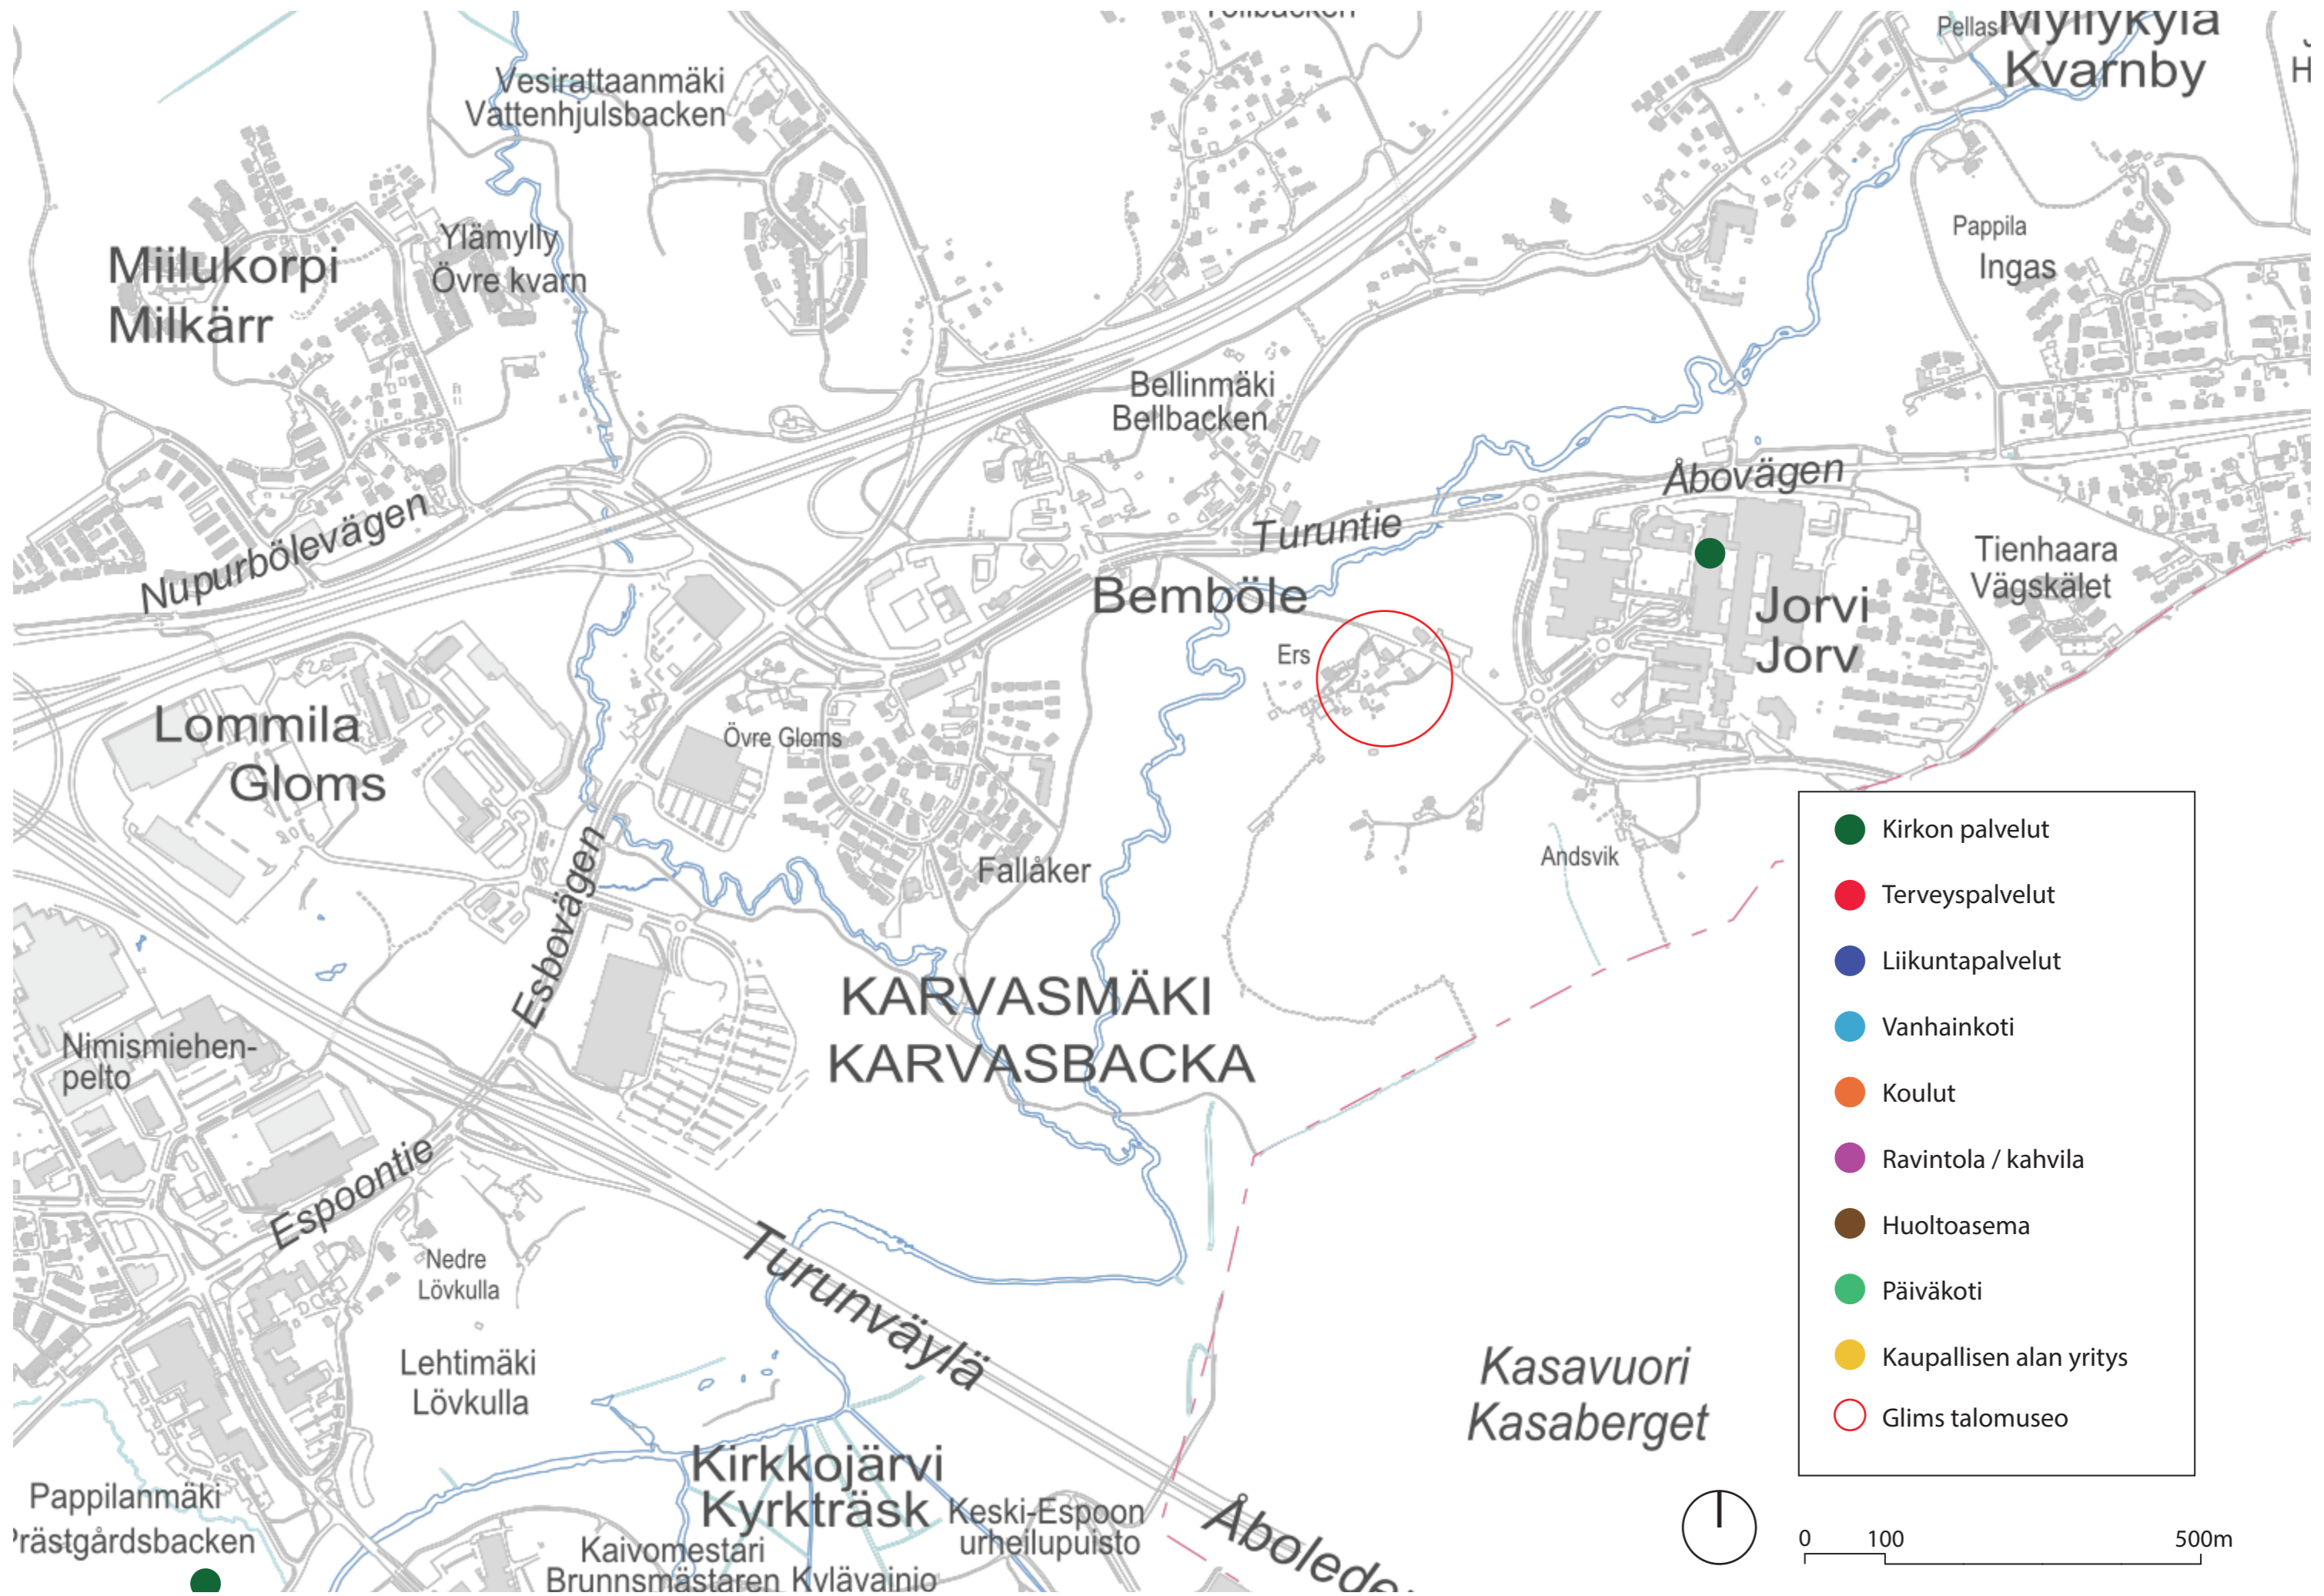 Pellas
Myllykylä
Kvarnby
Vesirattaanmäki
Vattenhjulsbacken
Ylämylly
Övre kvarn
Miilukorpi
Milkärr
Pappila
Ingas
Bellinmäki
Bellbacken
Åbovägen
Turuntie
Nupurbölevägen
Bemböle
Tienhaara
Vägskälet
Jorvi
Jorv
Ers
Lommila
Gloms
Övre Gloms
Fallåker
Andsvik
Esbovägen
KARVASMÄKI
KARVASBACKA
Nimismiehen-
pelto
Espoontie
Nedre
Lövkulla
Turunväylä
Lehtimäki
Lövkulla
Kasavuori
Kasaberget
Kirkkojärvi
Kyrkträsk
Keski-Espoon
urheilupuisto
Pappilanmäki
Prästgårdsbacken
Kaivomestari
Brunnsmästaren
Kylävainio
Åboleden
Kirkon palvelut
Terveyspalvelut
Liikuntapalvelut
Vanhainkoti
Koulut
Ravintola / kahvila
Huoltoasema
Päiväkoti
Kaupallisen alan yritys
Glims talomuseo
0 100 500m